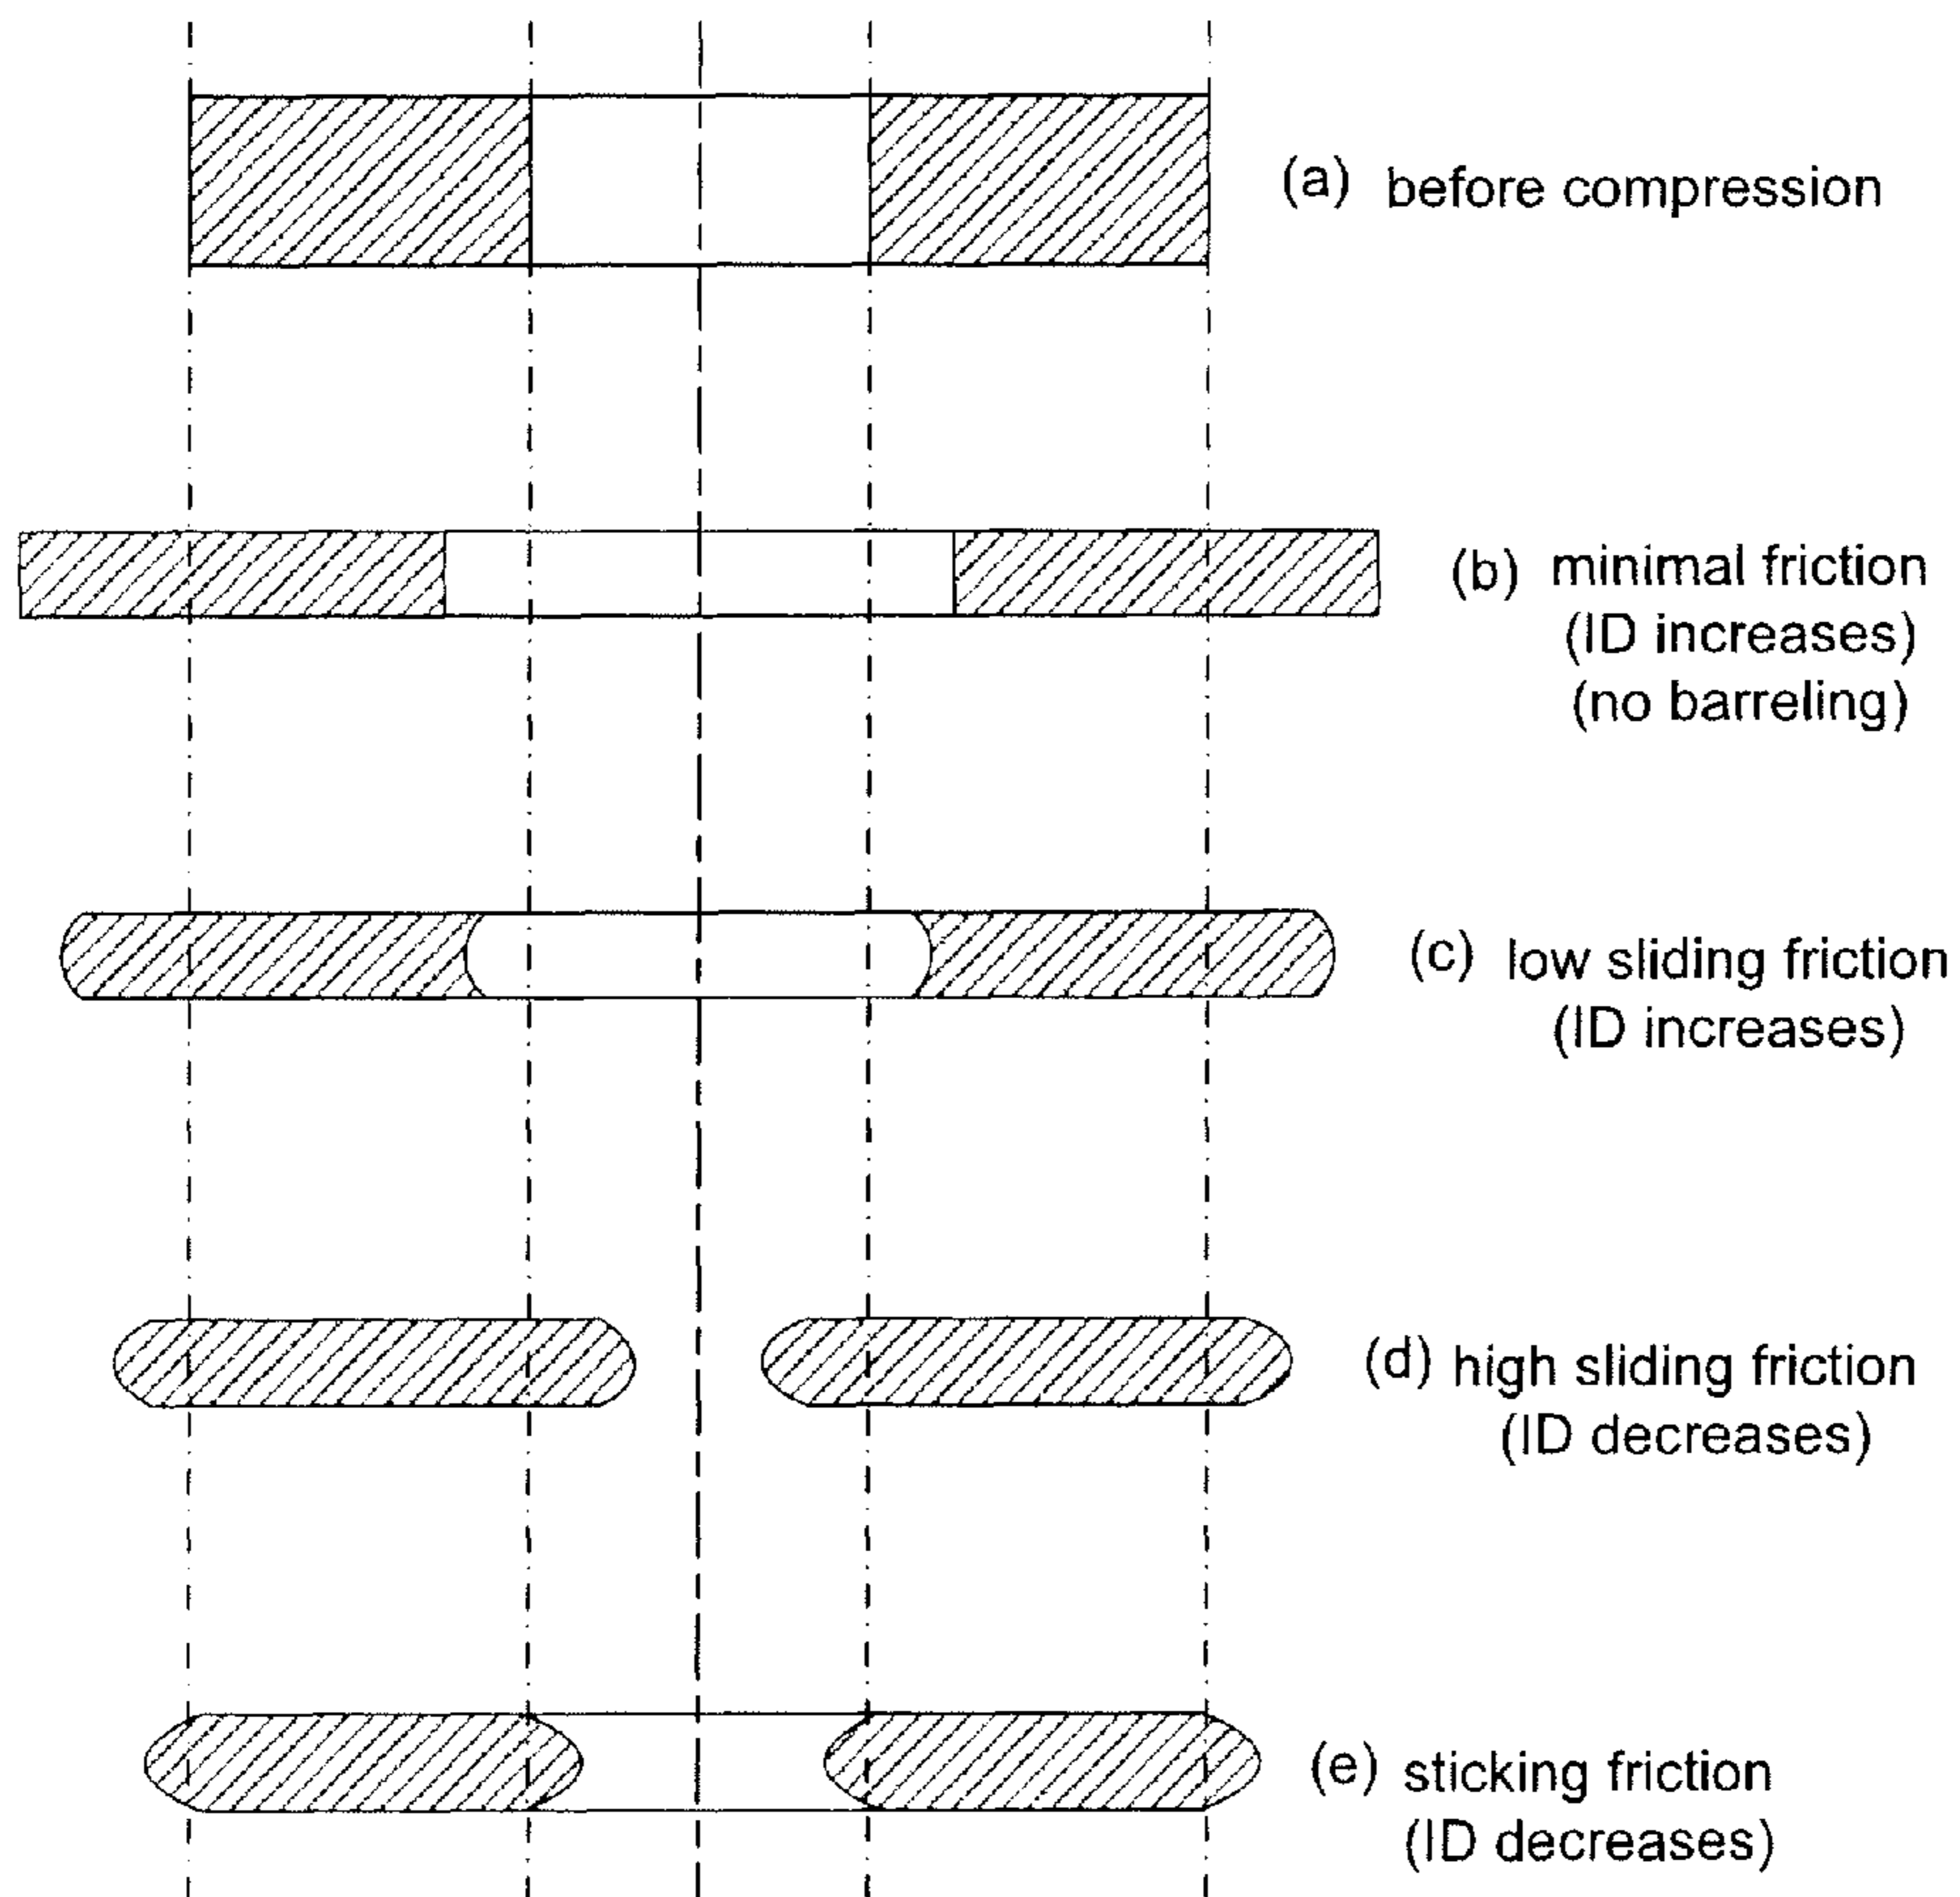 (a) before compression
(b) minimal friction
(ID increases)
(no barreling)
(c) low sliding friction
(ID increases)
(d) high sliding friction
(ID decreases)
(e) sticking friction
(ID decreases)